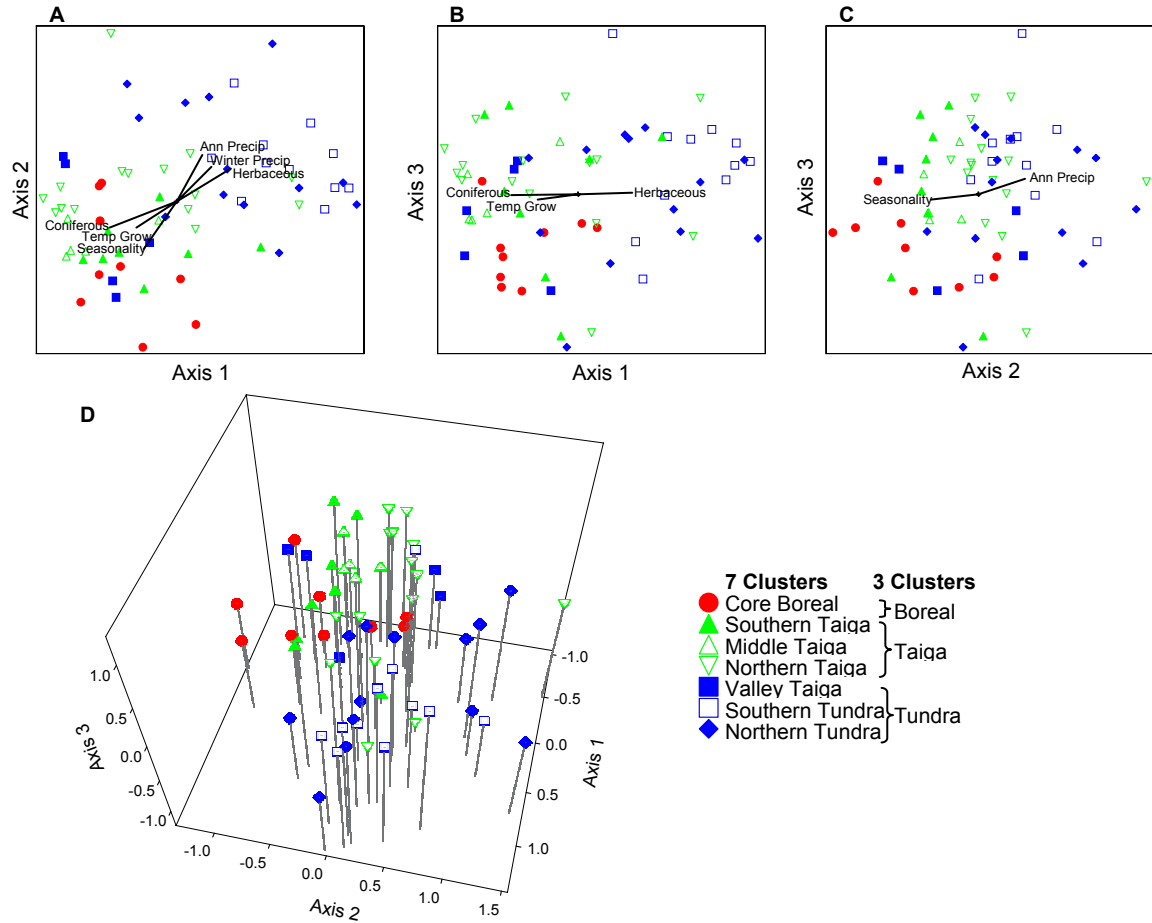 A
Ann Precip
Winter Precip
Herbaceous
Coniferous
Temp Grow
Seasonality
Axis 2
Axis 1
B
Coniferous
Herbaceous
Temp Grow
Axis 3
Axis 1
C
Ann Precip
Seasonality
Axis 3
Axis 2
D
1.0
0.5
0.0
-0.5
-1.0
Axis 3
-1.0
-0.5
0.0
0.5
1.0
1.5
Axis 2
-1.0
-0.5
0.0
0.5
1.0
Axis 1
7 Clusters 3 Clusters
Core Boreal Boreal
Southern Taiga
Middle Taiga Taiga
Northern Taiga
Valley Taiga
Southern Tundra Tundra
Northern Tundra